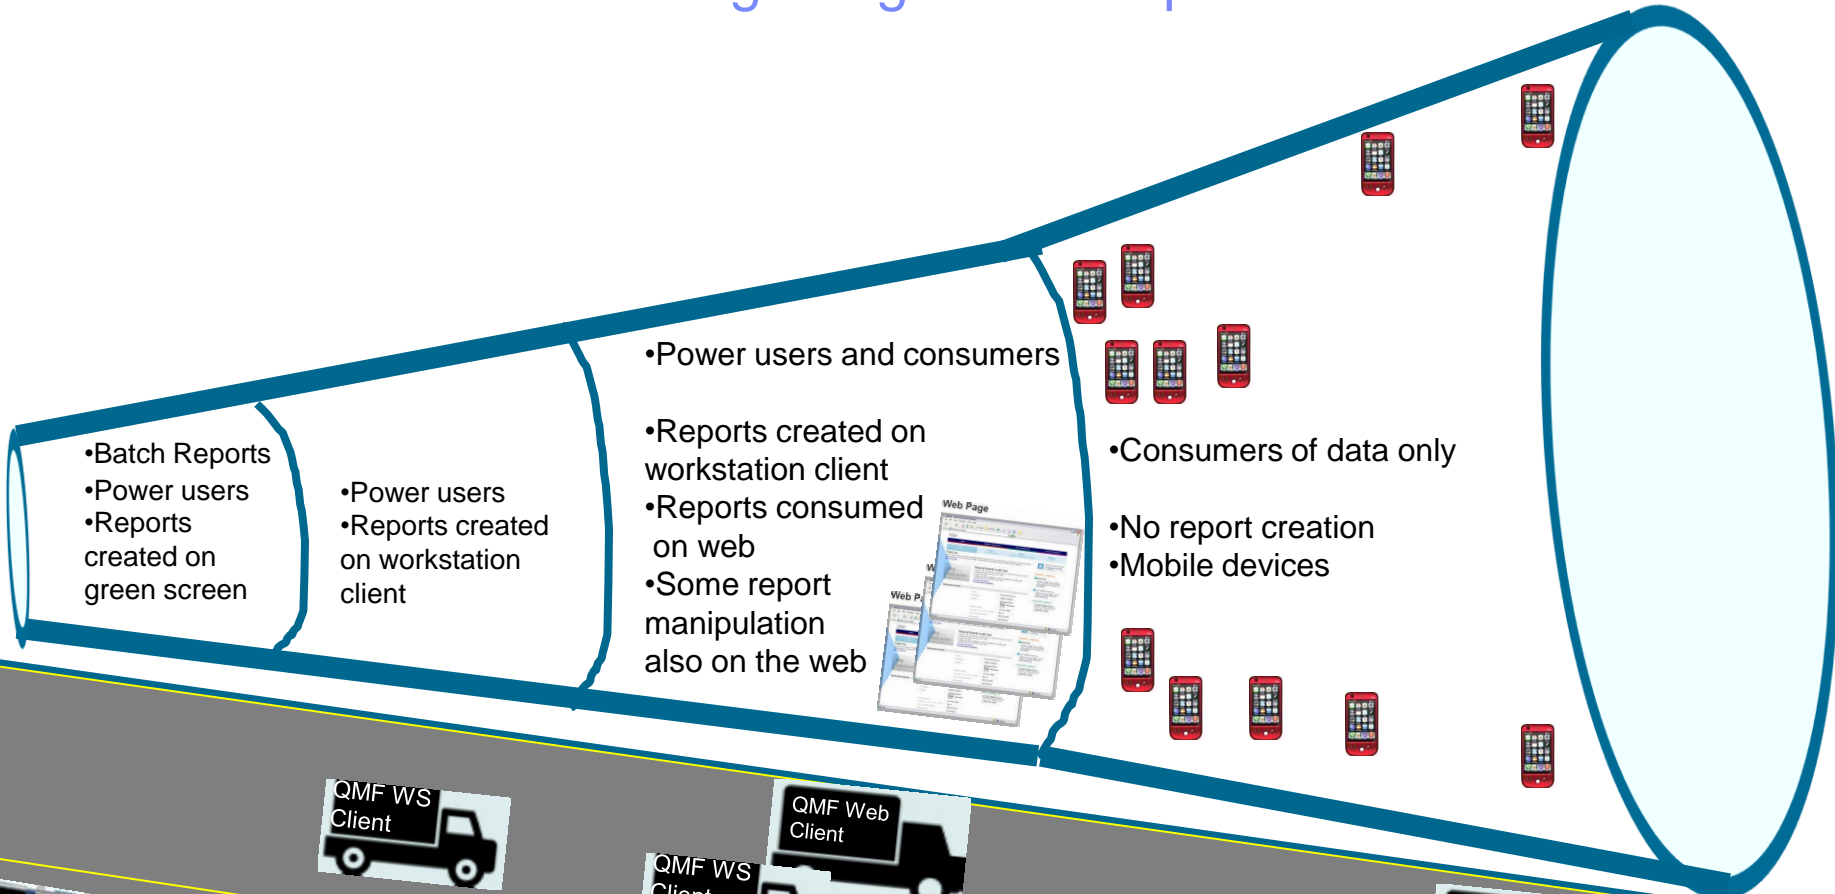 •Batch Reports
•Power users
•Reports
created on
green screen
•Power users
•Reports created
on workstation
client
•Power users and consumers
•Reports created on
workstation client
•Reports consumed
on web
•Some report
manipulation
also on the web
Web Page
•Consumers of data only
•No report creation
•Mobile devices
QMF WS
Client
QMF Web
Client
QMF WS
Client